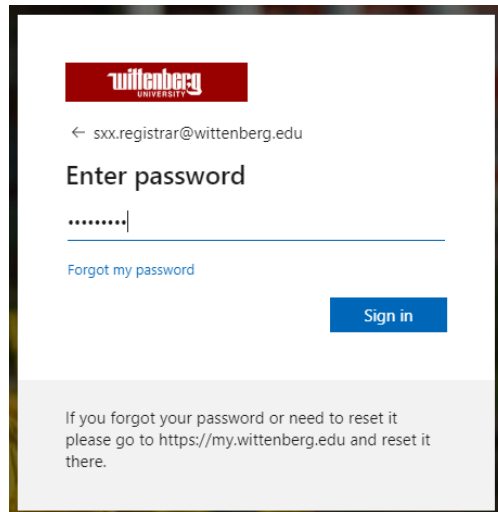 wittenberg
UNIVERSITY
← sxx.registrar@wittenberg.edu
Enter password
•••••••••
Forgot my password
Sign in
If you forgot your password or need to reset it
please go to https://my.wittenberg.edu and reset it
there.